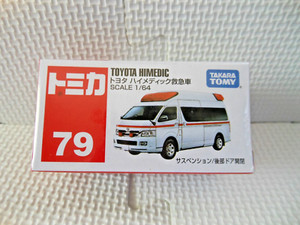 トミカ
79
TOYOTA HIMEDIC
トヨタ ハイメディック救急車
SCALE 1/64
TAKARA
TOMY
サスペンション/後部ドア開閉